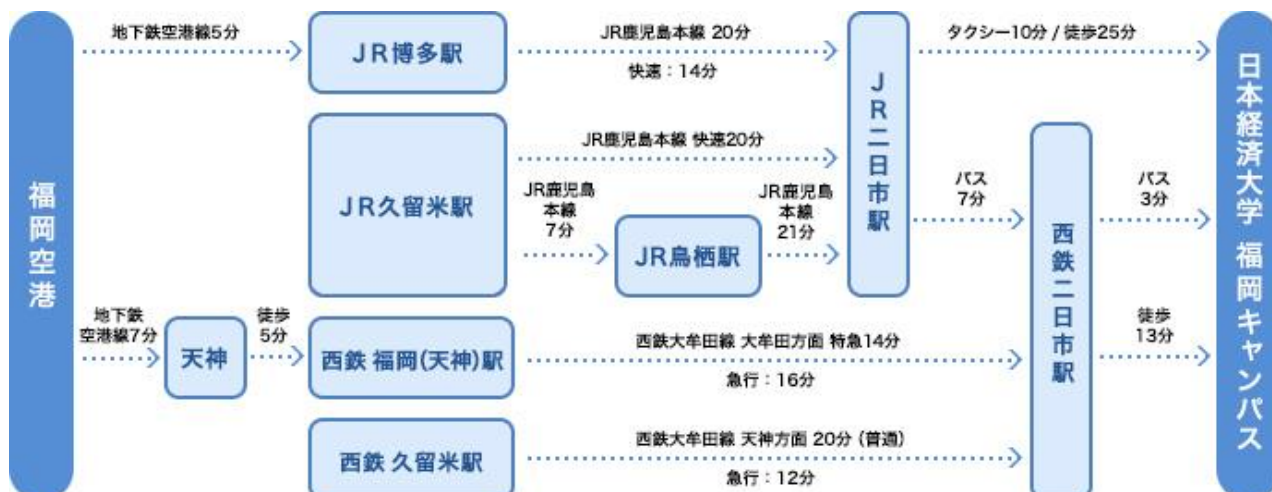 福岡空港
地下鉄空港線5分
JR博多駅
JR鹿児島本線 20分
快速：14分
JR二日市駅
タクシー10分 / 徒歩25分
日本経済大学 福岡キャンパス
JR久留米駅
JR鹿児島本線 快速20分
JR鹿児島
本線
7分
JR鳥栖駅
JR鹿児島
本線
21分
バス
7分
西鉄二日市駅
バス
3分
徒歩
13分
地下鉄
空港線7分
天神
徒歩
5分
西鉄 福岡(天神)駅
西鉄大牟田線 大牟田方面 特急14分
急行：16分
西鉄 久留米駅
西鉄大牟田線 天神方面 20分 (普通)
急行：12分